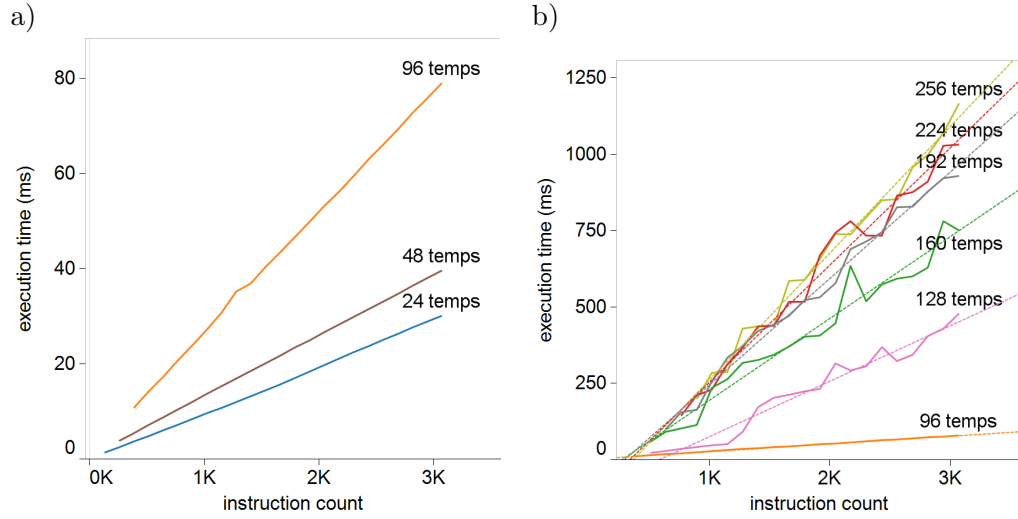 a)
execution time (ms)
80
60
40
20
0
96 temps
48 temps
24 temps
0K 1K 2K 3K
instruction count
b)
execution time (ms)
1250
1000
750
500
250
0
256 temps
224 temps
192 temps
160 temps
128 temps
96 temps
1K 2K 3K
instruction count